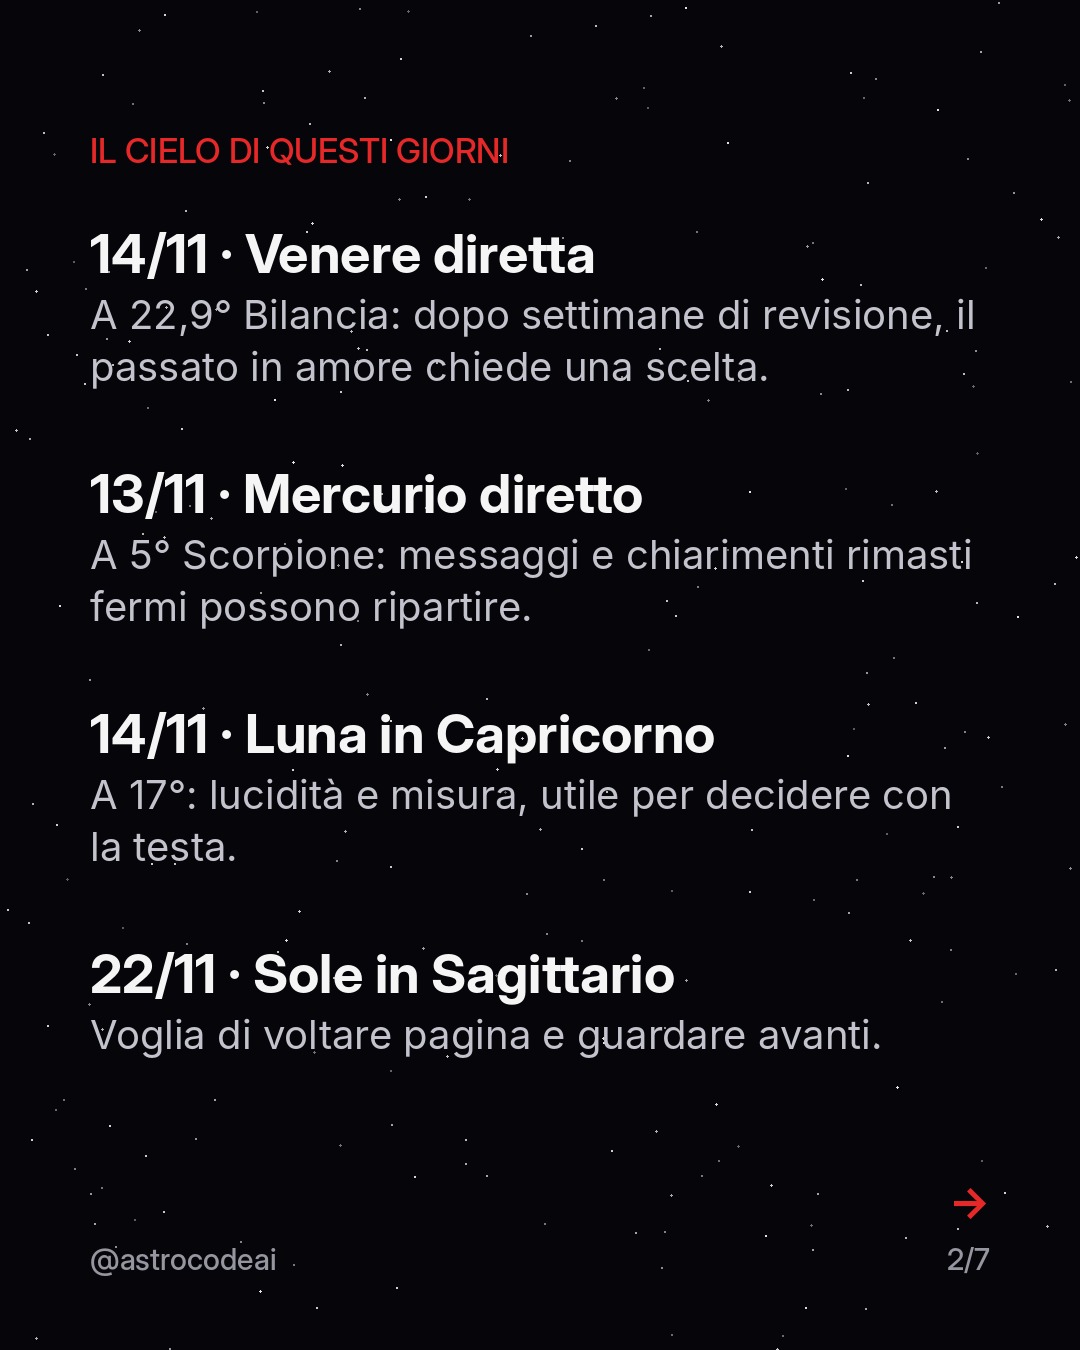 IL CIELO DI QUESTI GIORNI
14/11 · Venere diretta
A 22,9° Bilancia: dopo settimane di revisione, il
passato in amore chiede una scelta.
13/11 · Mercurio diretto
A 5° Scorpione: messaggi e chiarimenti rimasti
fermi possono ripartire.
14/11 · Luna in Capricorno
A 17°: lucidità e misura, utile per decidere con
la testa.
22/11 · Sole in Sagittario
Voglia di voltare pagina e guardare avanti.
→
@astrocodeai
2/7